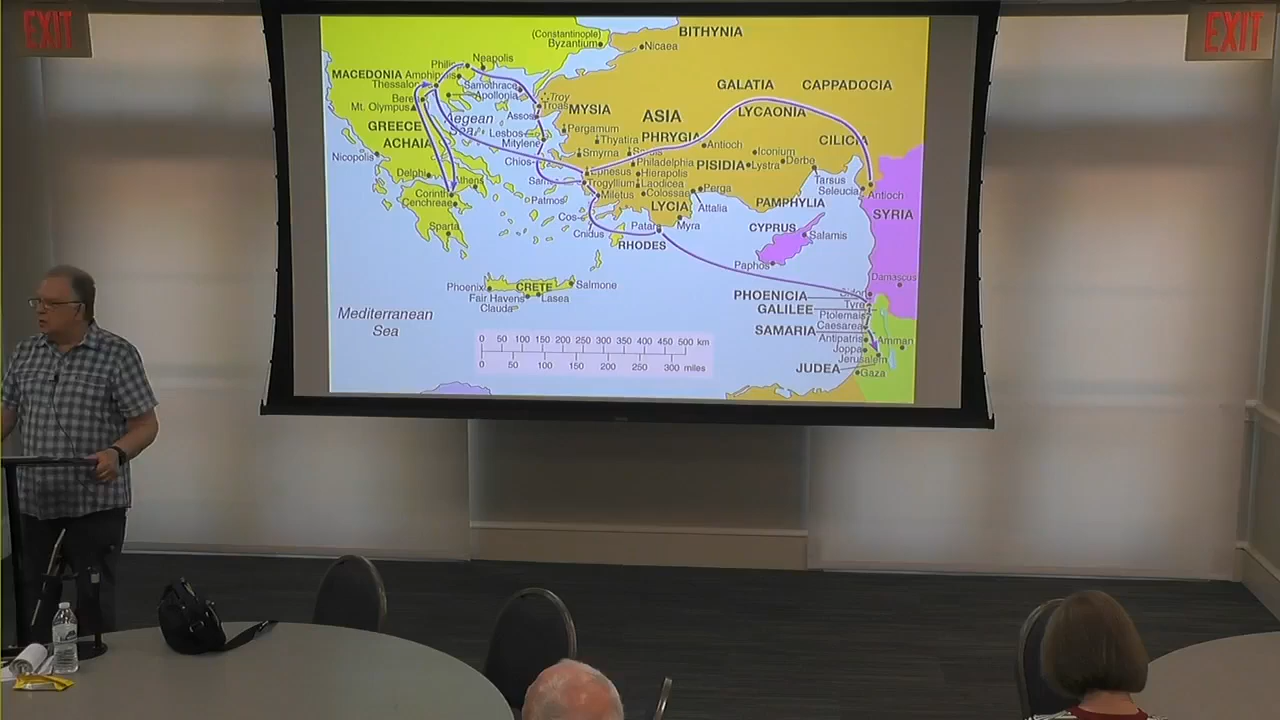 EXIT
EXIT
BITHYNIA
(Constantinople)
Byzantium
Nicaea
Neapolis
MACEDONIA
Amphipolis
Samothrace
GALATIA
CAPPADOCIA
Apollonia
Troy
Troas
Mt. Olympus
MYSIA
Aegean
Sea
Assos
ASIA
LYCAONIA
GREECE
Pergamum
Lesbos
Thyatira
PHRYGIA
CILICIA
ACHAIA
Mitylene
Antioch
Nicopolis
Smyrna
Iconium
Chios
Philadelphia
PISIDIA
Lystra
Derbe
Delphi
Athens
Ephesus
Hierapolis
Tarsus
Trogyllium
Laodicea
Perga
Seleucia
Antioch
Corinth
Miletus
Colossae
Cenchreae
Patmos
LYCIA
Attalia
PAMPHYLIA
SYRIA
Cos
Sparta
Patara
Myra
CYPRUS
Salamis
Cnidus
RHODES
Paphos
Damascus
Phoenix
CRETE
Salmone
Fair Havens
Lasea
Clauda
PHOENICIA
Sidon
Tyre
GALILEE
Ptolemais
Mediterranean
Sea
SAMARIA
Caesarea
Antipatris
Amman
Joppa
Jerusalem
JUDEA
Gaza
0 50 100 150 200 250 300 350 400 450 500 km
0 50 100 150 200 300 miles